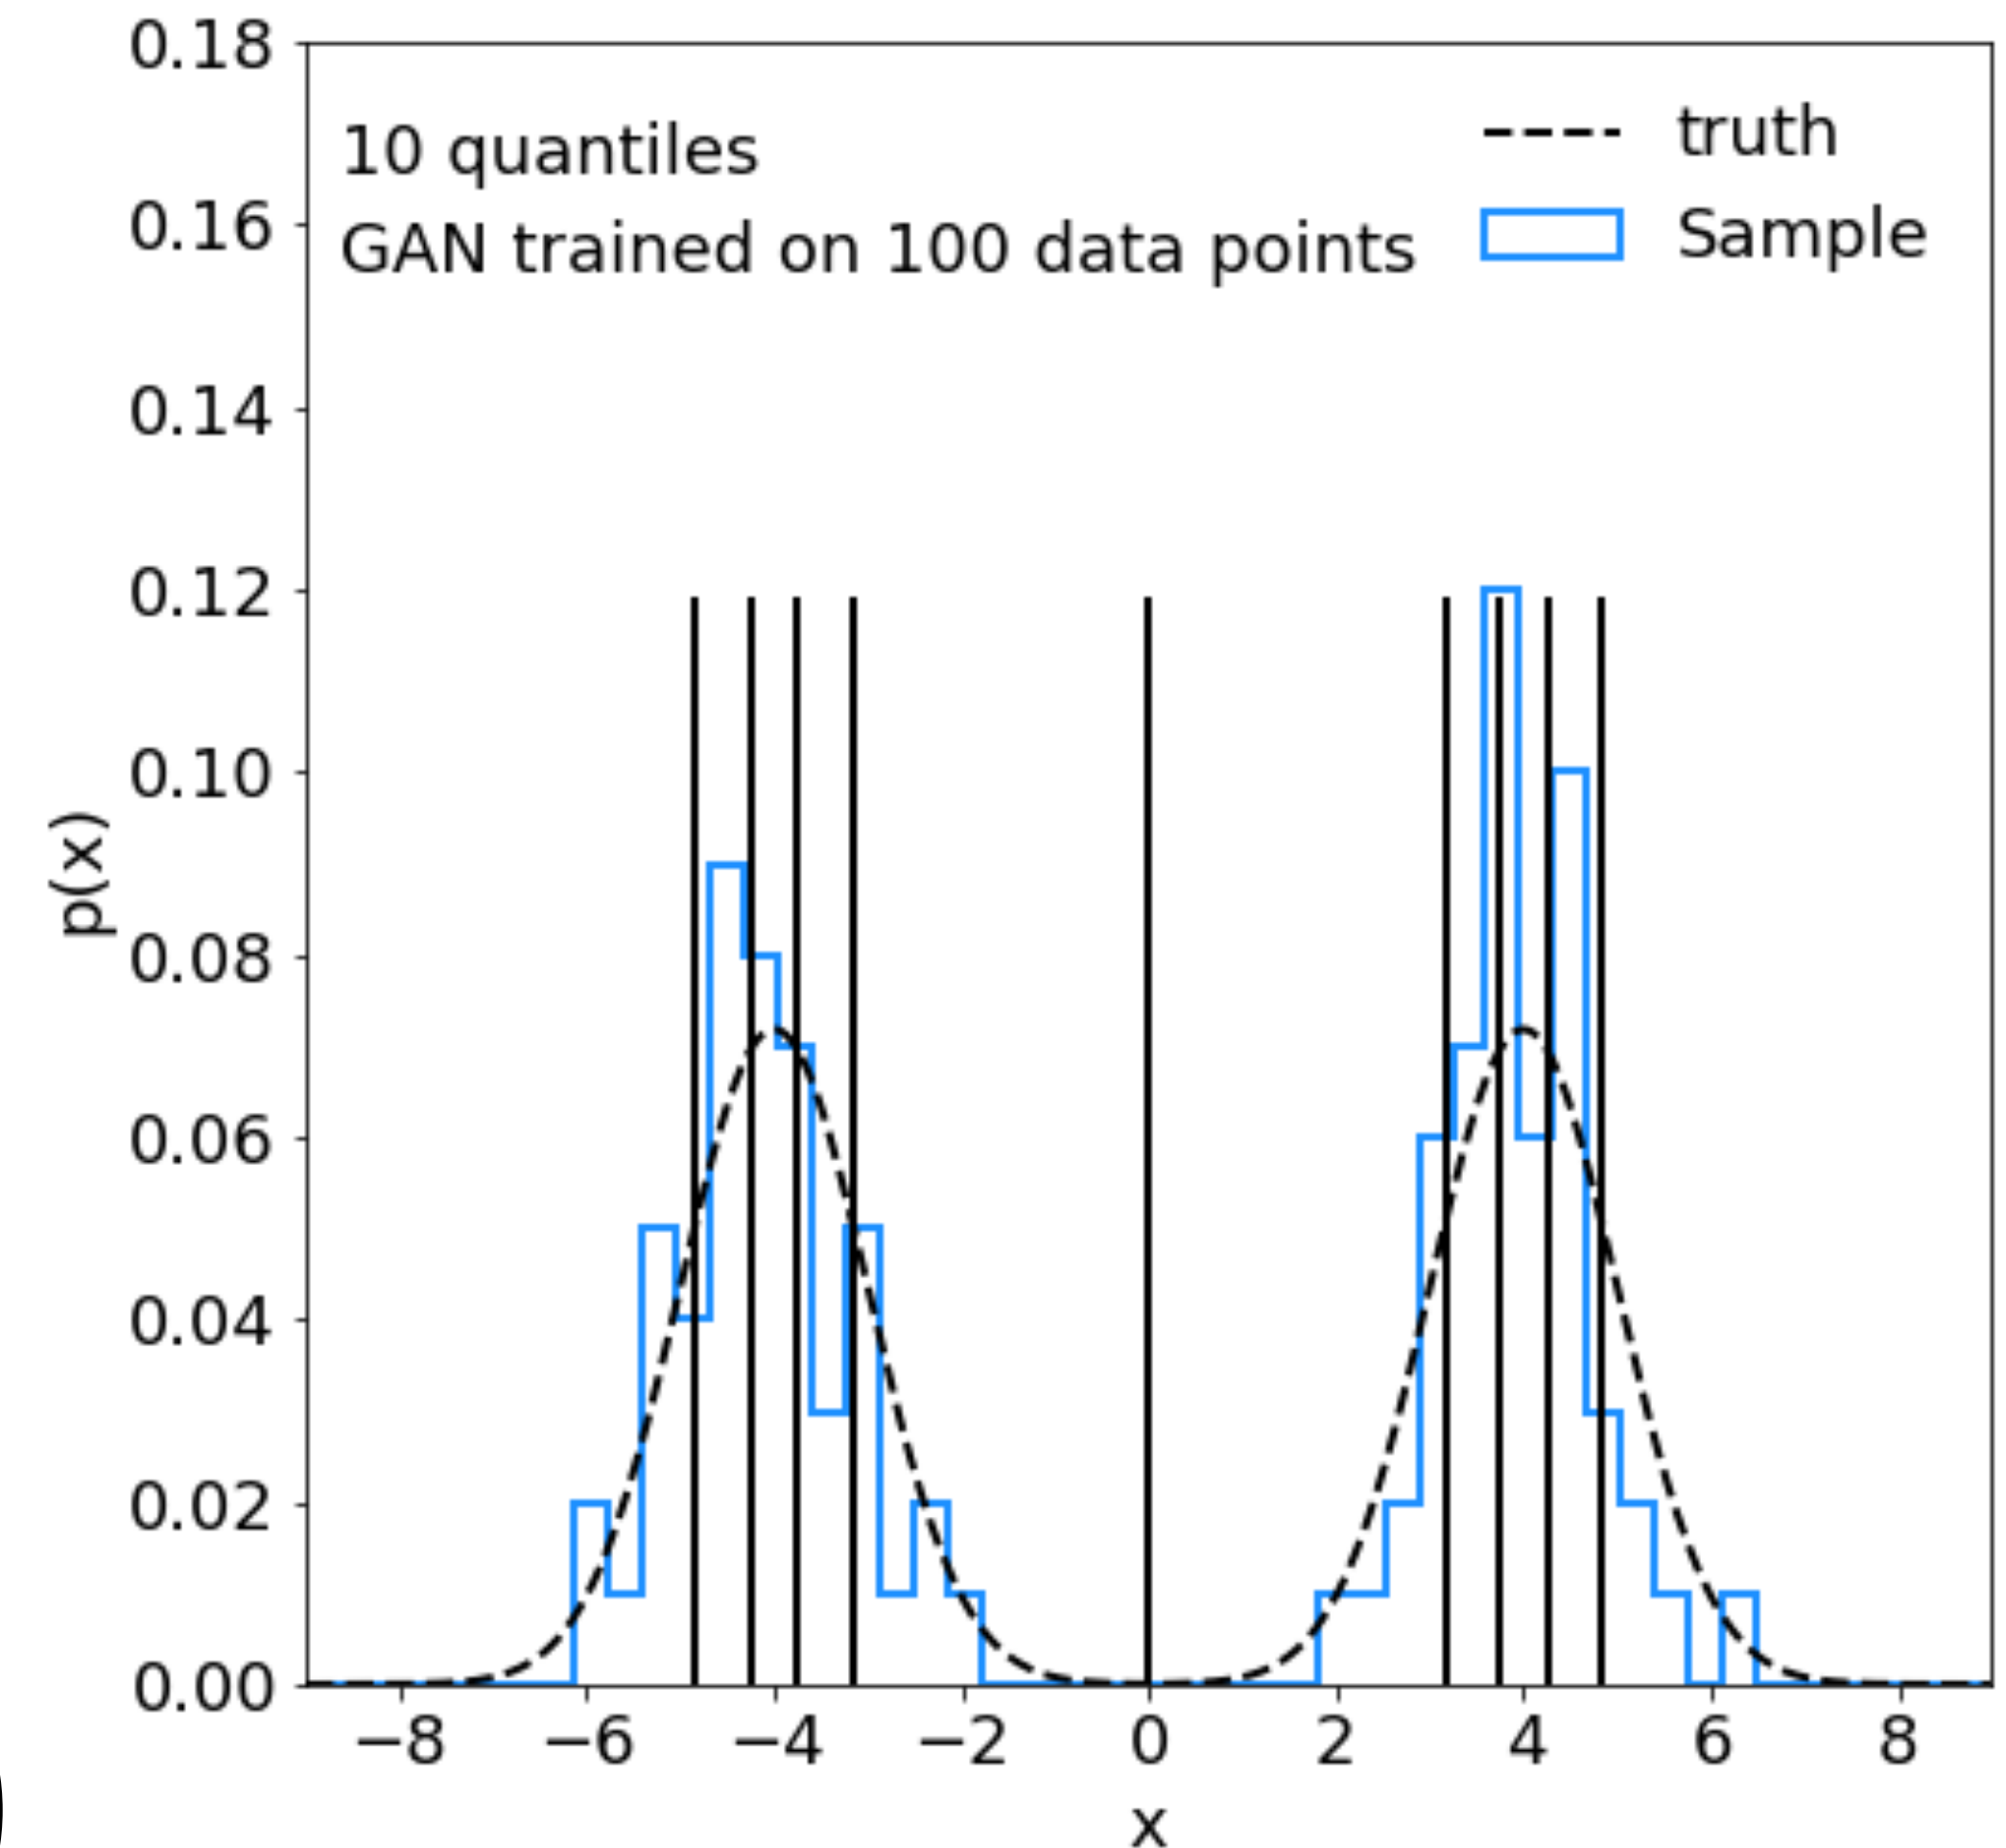 10 quantiles
GAN trained on 100 data points
truth
Sample
p(x)
0.18
0.16
0.14
0.12
0.10
0.08
0.06
0.04
0.02
0.00
−8 −6 −4 −2 0 2 4 6 8
x